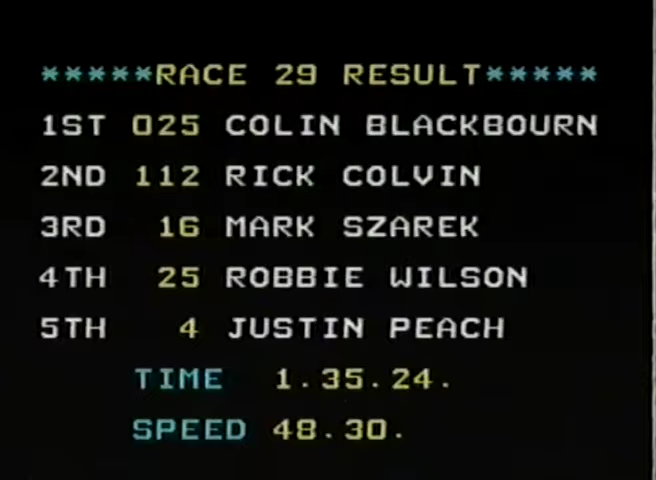 *****RACE 29 RESULT*****
1ST 025 COLIN BLACKBOURN
2ND 112 RICK COLVIN
3RD 16 MARK SZAREK
4TH 25 ROBBIE WILSON
5TH 4 JUSTIN PEACH
TIME 1.35.24.
SPEED 48.30.